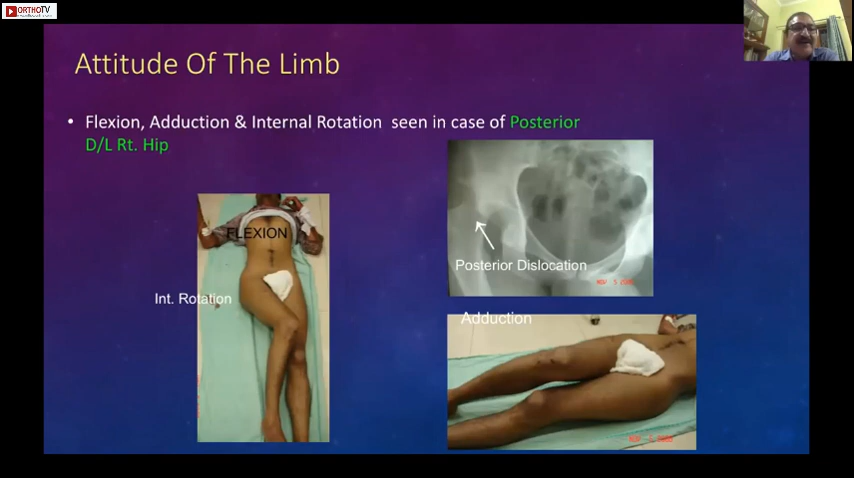 ORTHOTV
Attitude Of The Limb
• Flexion, Adduction & Internal Rotation seen in case of Posterior
D/L Rt. Hip
FLEXION
Int. Rotation
Posterior Dislocation
Adduction